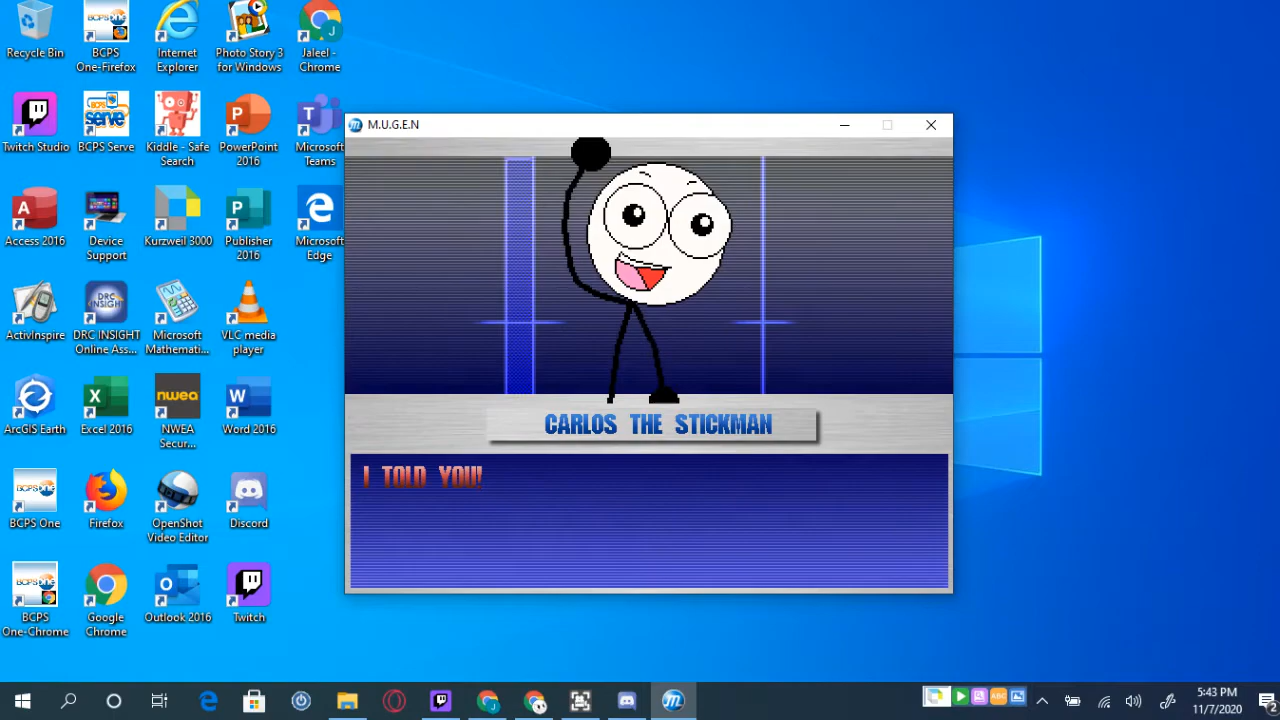 Recycle Bin
BCPS
One-Firefox
Internet
Explorer
Photo Story 3
for Windows
Jaleel -
Chrome
Twitch Studio
BCPS Serve
Kiddle - Safe
Search
PowerPoint
2016
Microsoft
Teams
Access 2016
Device
Support
Kurzweil 3000
Publisher
2016
Microsoft
Edge
ActivInspire
DRC INSIGHT
Online Ass...
Microsoft
Mathemati...
VLC media
player
ArcGIS Earth
Excel 2016
NWEA
Secur...
Word 2016
BCPS One
Firefox
OpenShot
Video Editor
Discord
BCPS
One-Chrome
Google
Chrome
Outlook 2016
Twitch
M.U.G.E.N
CARLOS THE STICKMAN
I TOLD YOU!
5:43 PM
11/7/2020